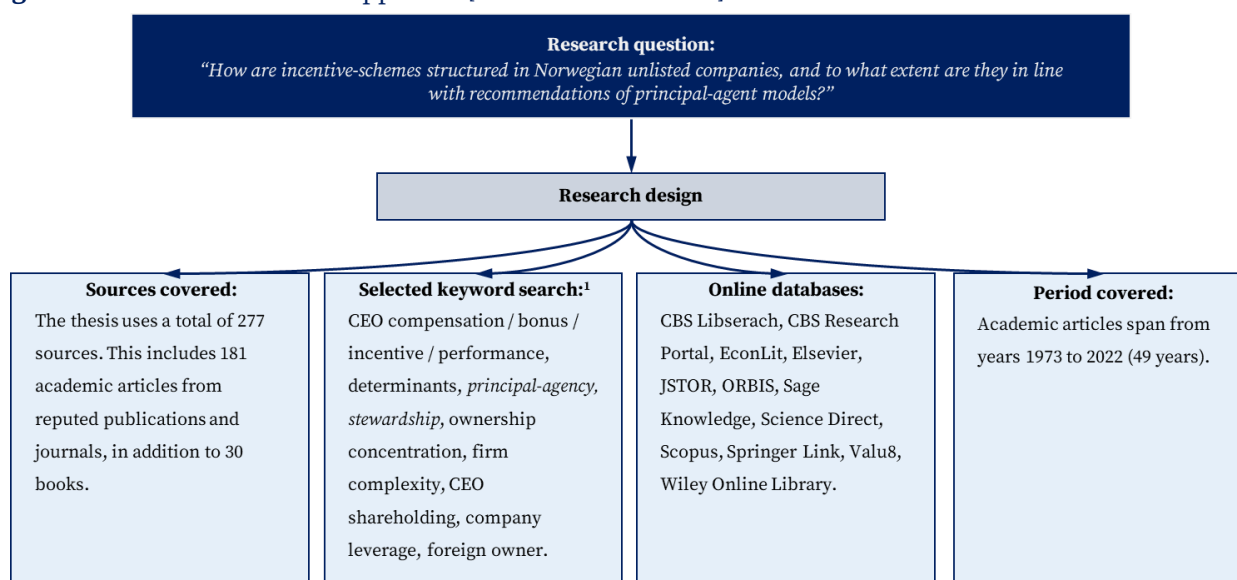 Research question:
“How are incentive-schemes structured in Norwegian unlisted companies, and to what extent are they in line
with recommendations of principal-agent models?”
Research design
Sources covered:
The thesis uses a total of 277
sources. This includes 181
academic articles from
reputed publications and
journals, in addition to 30
books.
Selected keyword search:¹
CEO compensation / bonus /
incentive / performance,
determinants, principal-agency,
stewardship, ownership
concentration, firm
complexity, CEO
shareholding, company
leverage, foreign owner.
Online databases:
CBS Libserach, CBS Research
Portal, EconLit, Elsevier,
JSTOR, ORBIS, Sage
Knowledge, Science Direct,
Scopus, Springer Link, Valu8,
Wiley Online Library.
Period covered:
Academic articles span from
years 1973 to 2022 (49 years).